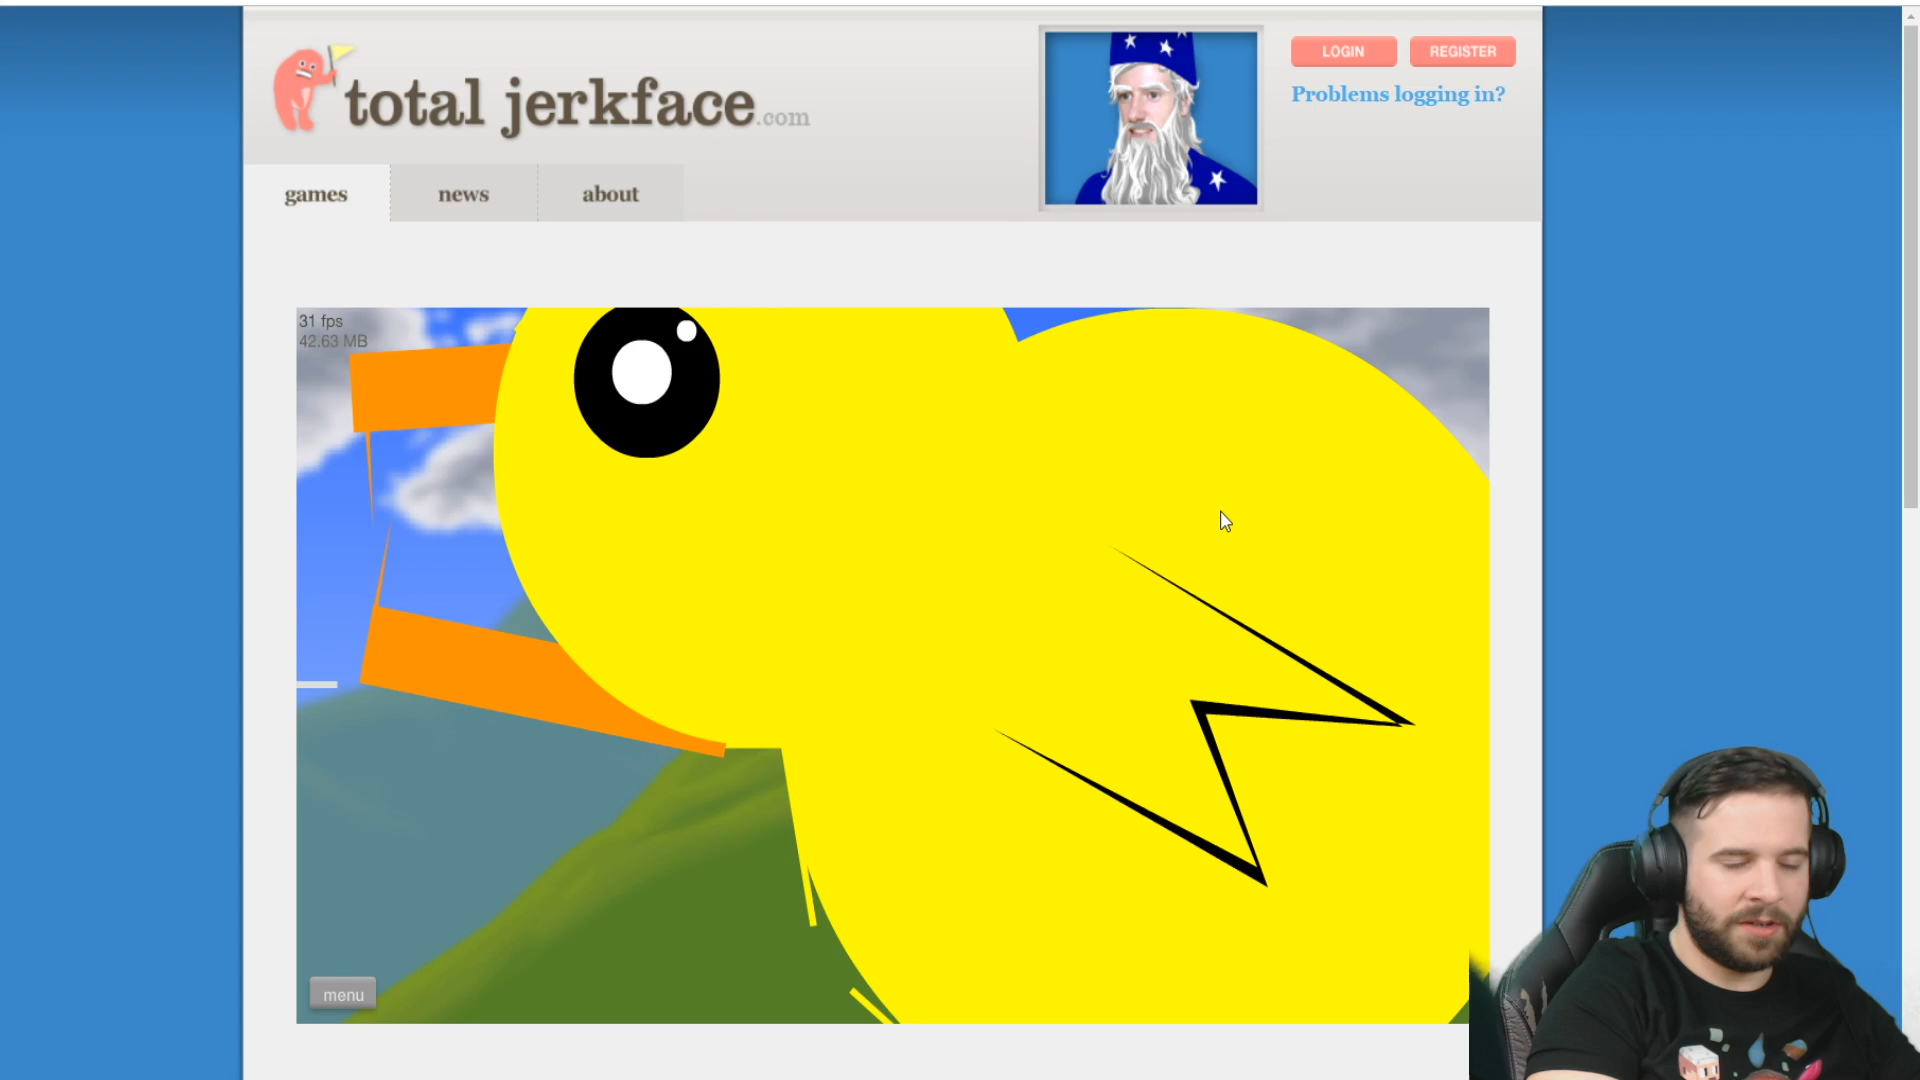 total jerkface.com
LOGIN
REGISTER
Problems logging in?
games
news
about
31 fps
42.63 MB
menu